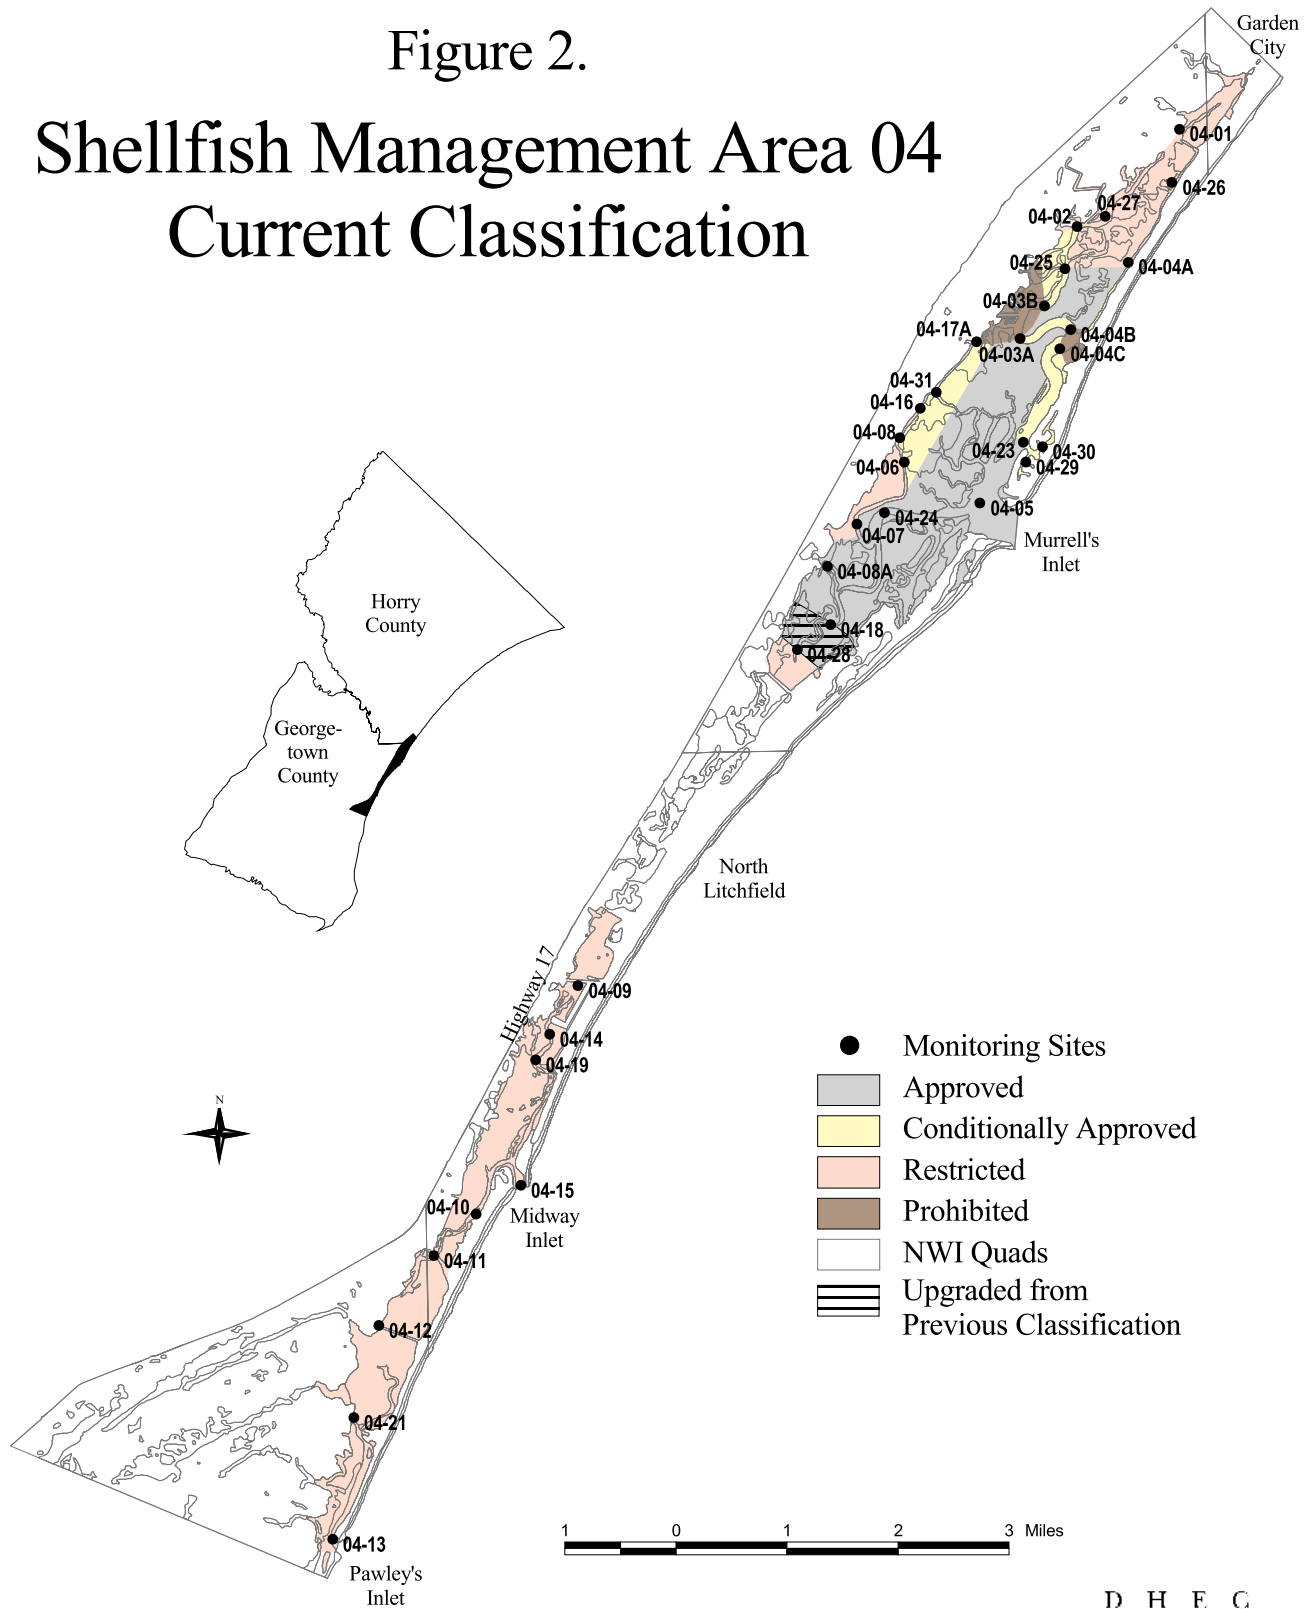 Figure 2.
Shellfish Management Area 04
Current Classification
Garden
City
04-01
04-26
04-27
04-02
04-25
04-04A
04-03B
04-17A
04-04B
04-03A
04-04C
04-31
04-16
04-08
04-23
04-30
04-06
04-29
04-05
04-24
04-07
Murrell's
Inlet
04-08A
04-18
04-28
Horry
County
George-
town
County
North
Litchfield
Highway 17
04-09
04-14
04-19
04-15
04-10
Midway
Inlet
04-11
04-12
04-21
04-13
Pawley's
Inlet
N
Monitoring Sites
Approved
Conditionally Approved
Restricted
Prohibited
NWI Quads
Upgraded from
Previous Classification
1 0 1 2 3 Miles
D H E C